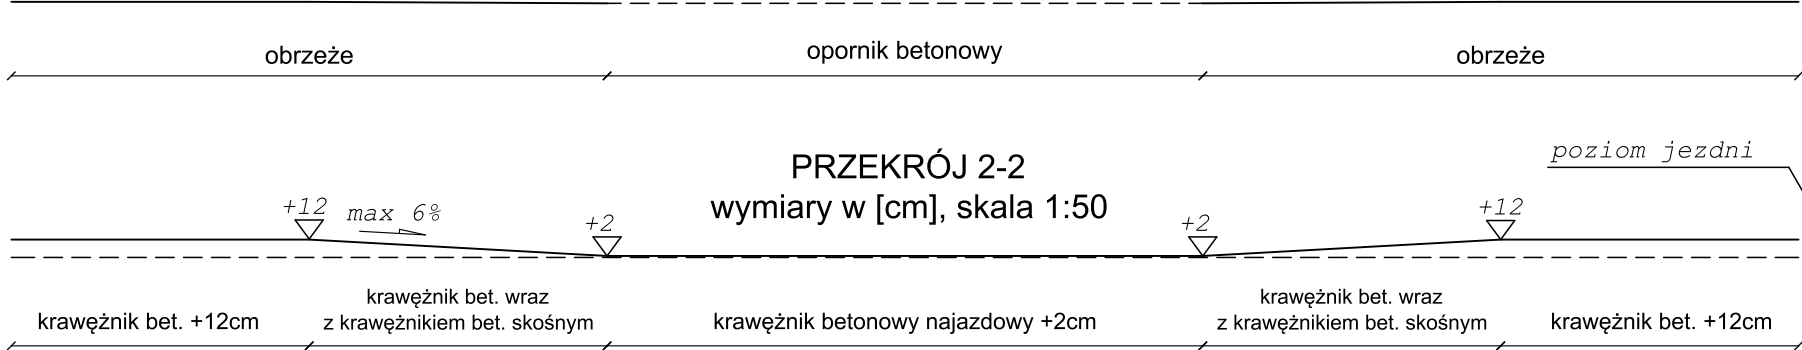 obrzeże
opornik betonowy
obrzeże
PRZEKRÓJ 2-2
wymiary w [cm], skala 1:50
poziom jezdni
+12
max 6%
+2
+2
+12
krawężnik bet. +12cm
krawężnik bet. wraz
z krawężnikiem bet. skośnym
krawężnik betonowy najazdowy +2cm
krawężnik bet. wraz
z krawężnikiem bet. skośnym
krawężnik bet. +12cm